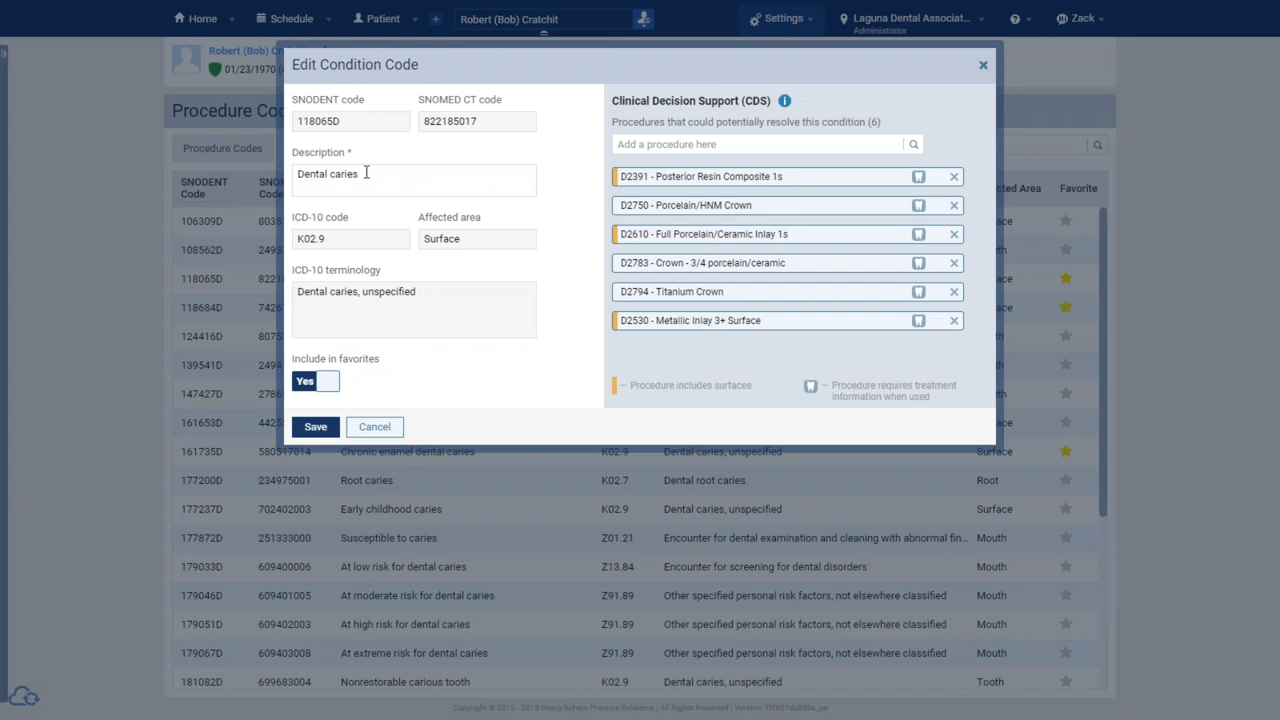 Home
Schedule
Patient
+
Robert (Bob) Cratchit
Settings
Laguna Dental Associat...
Administrator
?
Zack
Robert (Bob)
01/23/1970
Edit Condition Code
×
Procedure
Procedure Codes
SNODENT code
SNOMED CT code
118065D
822185017
Description *
Dental caries
ICD-10 code
Affected area
K02.9
Surface
ICD-10 terminology
Dental caries, unspecified
Include in favorites
Yes
Save
Cancel
Clinical Decision Support (CDS)
Procedures that could potentially resolve this condition (6)
Add a procedure here
D2391 - Posterior Resin Composite 1s
D2750 - Porcelain/HNM Crown
D2610 - Full Porcelain/Ceramic Inlay 1s
D2783 - Crown - 3/4 porcelain/ceramic
D2794 - Titanium Crown
D2530 - Metallic Inlay 3+ Surface
– Procedure includes surfaces
– Procedure requires treatment
information when used
SNODENT
Code
Area
Favorite
106309D
108562D
118065D
118684D
124416D
139541D
147427D
161653D
161735D 580517014 Chronic enamel dental caries K02.9 Dental caries, unspecified Surface
177200D 234975001 Root caries K02.7 Dental root caries Root
177237D 702402003 Early childhood caries K02.9 Dental caries, unspecified Surface
177872D 251333000 Susceptible to caries Z01.21 Encounter for dental examination and cleaning with abnormal fin... Mouth
179033D 609400006 At low risk for dental caries Z13.84 Encounter for screening for dental disorders Mouth
179046D 609401005 At moderate risk for dental caries Z91.89 Other specified personal risk factors, not elsewhere classified Mouth
179051D 609402003 At high risk for dental caries Z91.89 Other specified personal risk factors, not elsewhere classified Mouth
179067D 609403008 At extreme risk for dental caries Z91.89 Other specified personal risk factors, not elsewhere classified Mouth
181082D 699683004 Nonrestorable carious tooth K02.9 Dental caries, unspecified Tooth